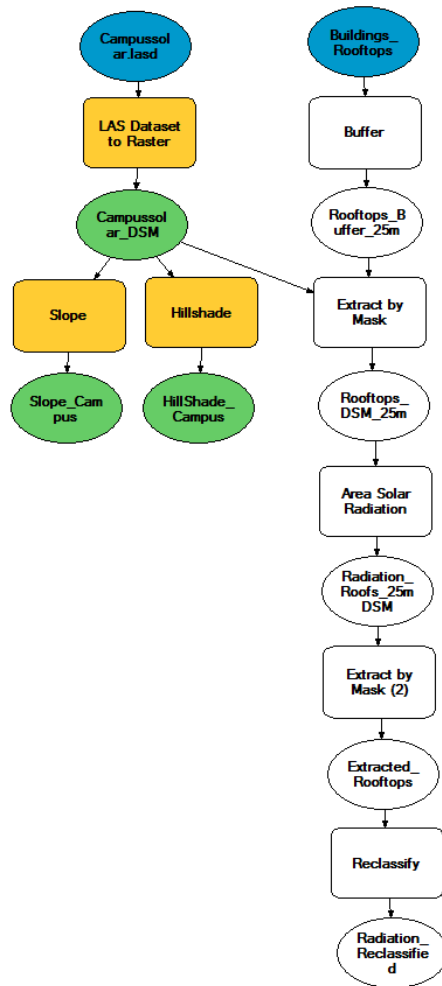 Campussol
ar.lasd
Buildings_
Rooftops
LAS Dataset
to Raster
Buffer
Campussol
ar_DSM
Rooftops_B
uffer_25m
Slope
Hillshade
Extract by
Mask
Slope_Cam
pus
HillShade_
Campus
Rooftops_
DSM_25m
Area Solar
Radiation
Radiation_
Roofs_25m
DSM
Extract by
Mask (2)
Extracted_
Rooftops
Reclassify
Radiation_
Reclassifie
d